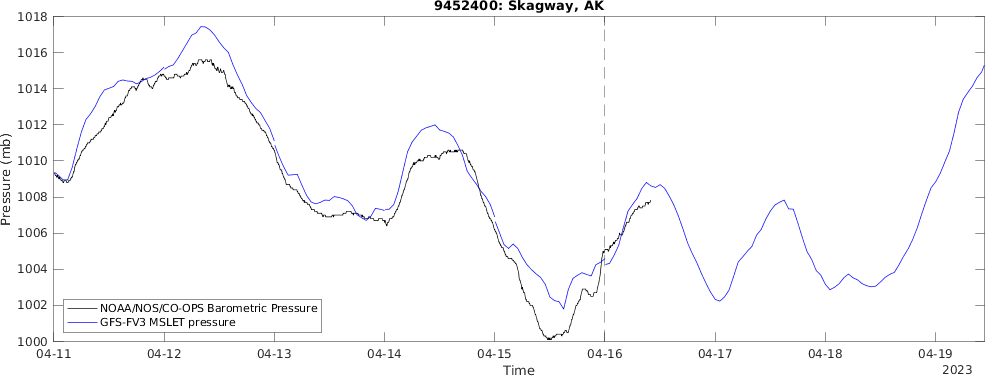 9452400: Skagway, AK
1018
1016
1014
1012
1010
1008
1006
1004
1002
1000
Pressure (mb)
NOAA/NOS/CO-OPS Barometric Pressure
GFS-FV3 MSLET pressure
04-11 04-12 04-13 04-14 04-15 04-16 04-17 04-18 04-19
Time
2023